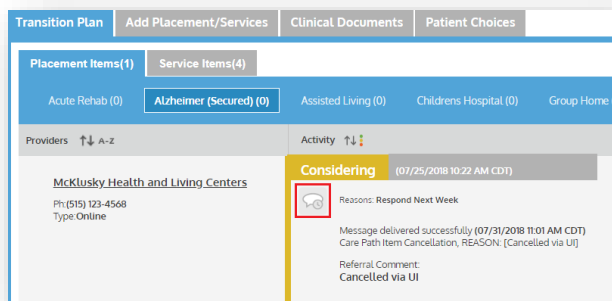 Transition Plan Add Placement/Services Clinical Documents Patient Choices
Placement Items(1) Service Items(4)
Acute Rehab (0) Alzheimer (Secured) (0) Assisted Living (0) Childrens Hospital (0) Group Home
Providers A-Z Activity
Considering (07/25/2018 10:22 AM CDT)
McKlusky Health and Living Centers
Reasons: Respond Next Week
Ph:(515) 123-4568
Type:Online
Message delivered successfully (07/31/2018 11:01 AM CDT)
Care Path Item Cancellation, REASON: [Cancelled via UI]
Referral Comment:
Cancelled via UI